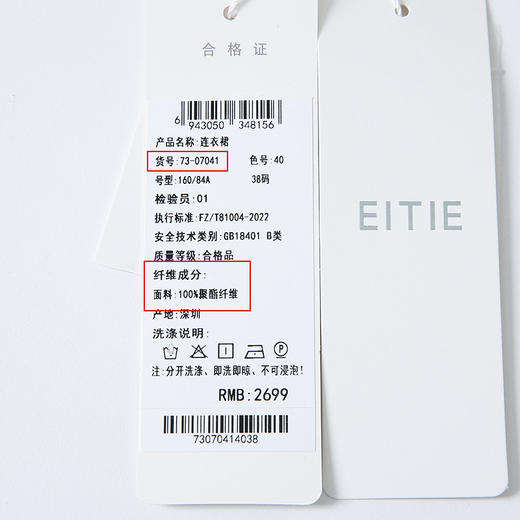 合格证
6 943050 348156
产品名称:连衣裙
货号:73-07041 色号:40
号型:160/84A 38码
检验员:01
执行标准:FZ/T81004-2022
安全技术类别:GB18401 B类
质量等级:合格品
纤维成分:
面料:100%聚酯纤维
产地:深圳
洗涤说明:
P
注:分开洗涤、即洗即晾、不可浸泡!
RMB:2699
73070414038
EITIE